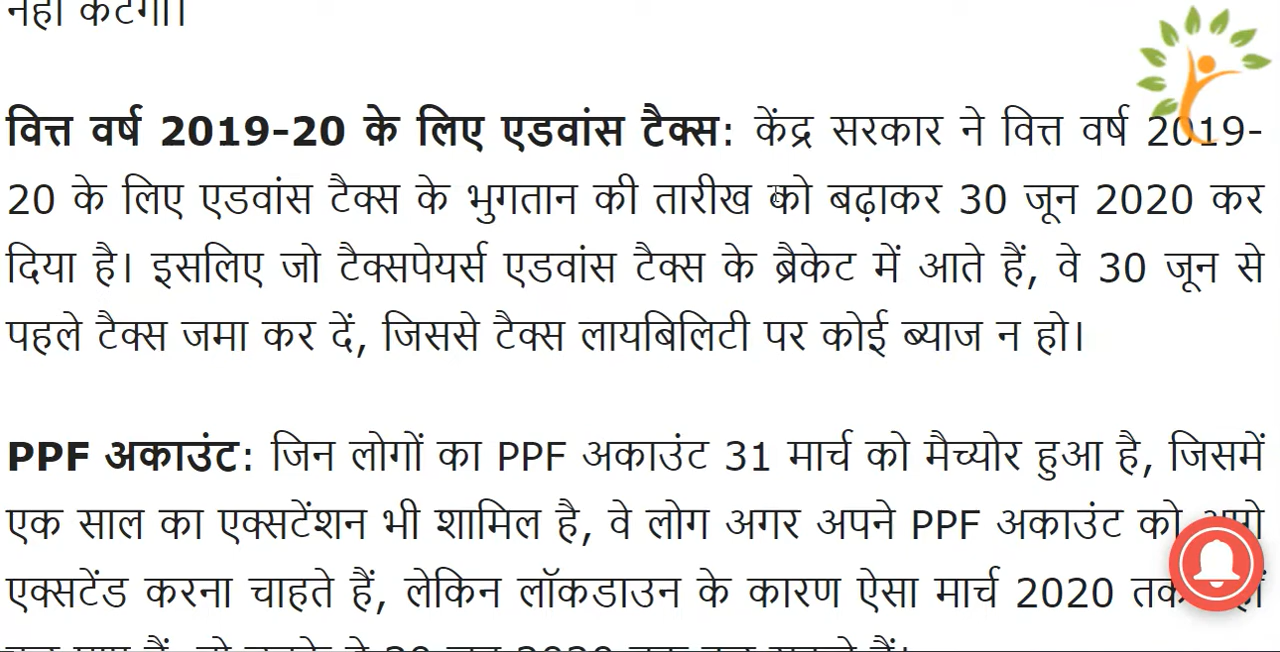 नहीं कटेगा।
वित्त वर्ष 2019-20 के लिए एडवांस टैक्स: केंद्र सरकार ने वित्त वर्ष 2019-
20 के लिए एडवांस टैक्स के भुगतान की तारीख को बढ़ाकर 30 जून 2020 कर
दिया है। इसलिए जो टैक्सपेयर्स एडवांस टैक्स के ब्रैकेट में आते हैं, वे 30 जून से
पहले टैक्स जमा कर दें, जिससे टैक्स लायबिलिटी पर कोई ब्याज न हो।
PPF अकाउंट: जिन लोगों का PPF अकाउंट 31 मार्च को मैच्योर हुआ है, जिसमें
एक साल का एक्सटेंशन भी शामिल है, वे लोग अगर अपने PPF अकाउंट को
एक्सटेंड करना चाहते हैं, लेकिन लॉकडाउन के कारण ऐसा मार्च 2020 तक